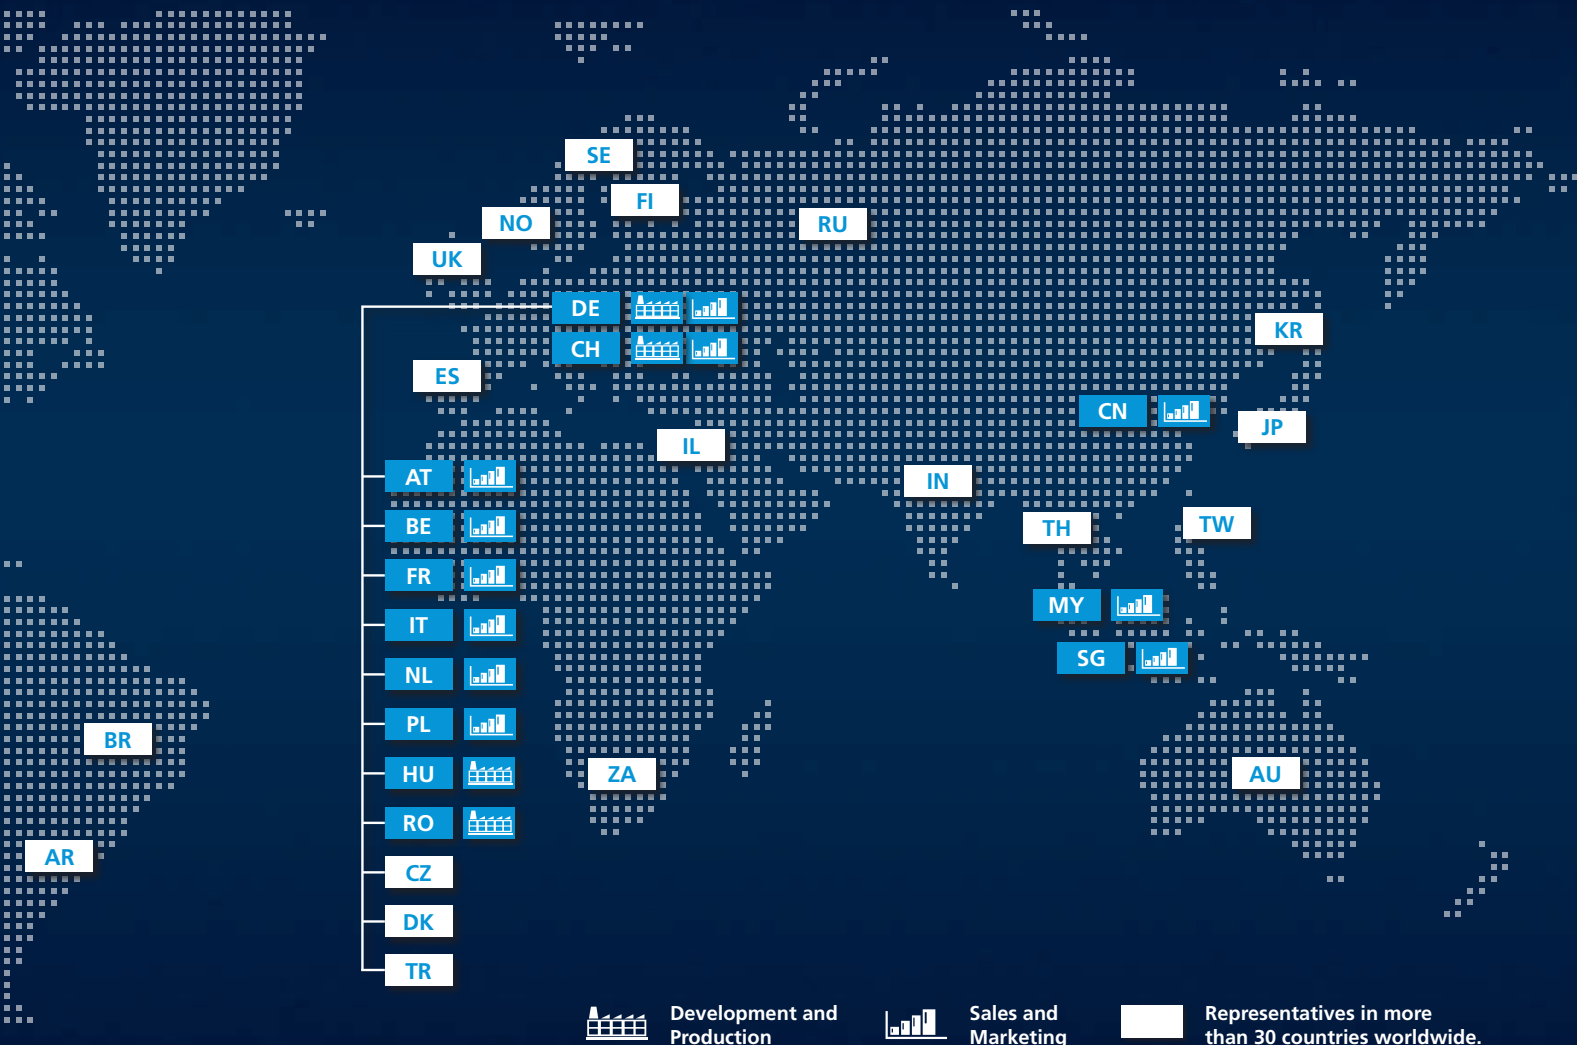 SE
FI
NO
RU
UK
DE
KR
CH
ES
CN
JP
IL
AT
IN
BE
TH
TW
FR
MY
IT
SG
NL
PL
BR
HU
ZA
AU
RO
AR
CZ
DK
TR
Development and
Production
Sales and
Marketing
Representatives in more
than 30 countries worldwide.